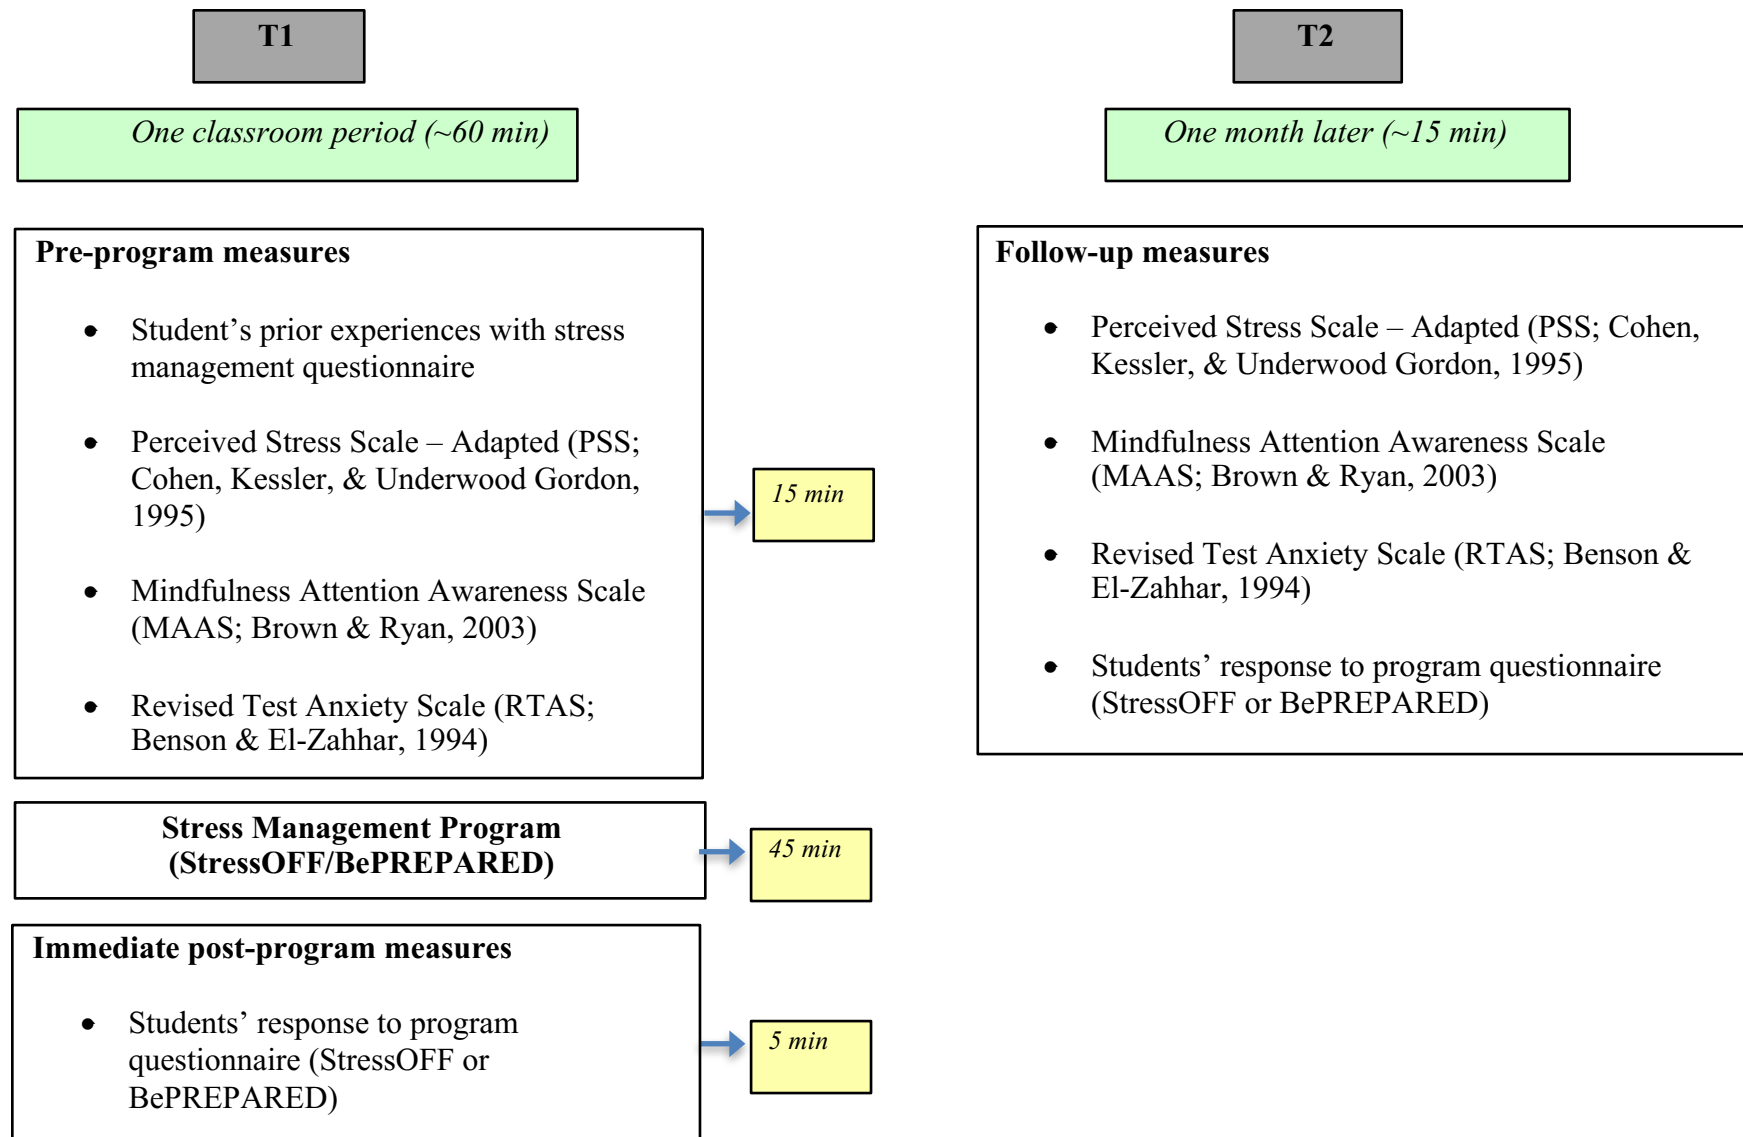 T1
One classroom period (~60 min)
Pre-program measures
• Student’s prior experiences with stress
management questionnaire
• Perceived Stress Scale – Adapted (PSS;
Cohen, Kessler, & Underwood Gordon,
1995)
• Mindfulness Attention Awareness Scale
(MAAS; Brown & Ryan, 2003)
• Revised Test Anxiety Scale (RTAS;
Benson & El-Zahhar, 1994)
15 min
Stress Management Program
(StressOFF/BePREPARED)
45 min
Immediate post-program measures
• Students’ response to program
questionnaire (StressOFF or
BePREPARED)
5 min
T2
One month later (~15 min)
Follow-up measures
• Perceived Stress Scale – Adapted (PSS; Cohen,
Kessler, & Underwood Gordon, 1995)
• Mindfulness Attention Awareness Scale
(MAAS; Brown & Ryan, 2003)
• Revised Test Anxiety Scale (RTAS; Benson &
El-Zahhar, 1994)
• Students’ response to program questionnaire
(StressOFF or BePREPARED)